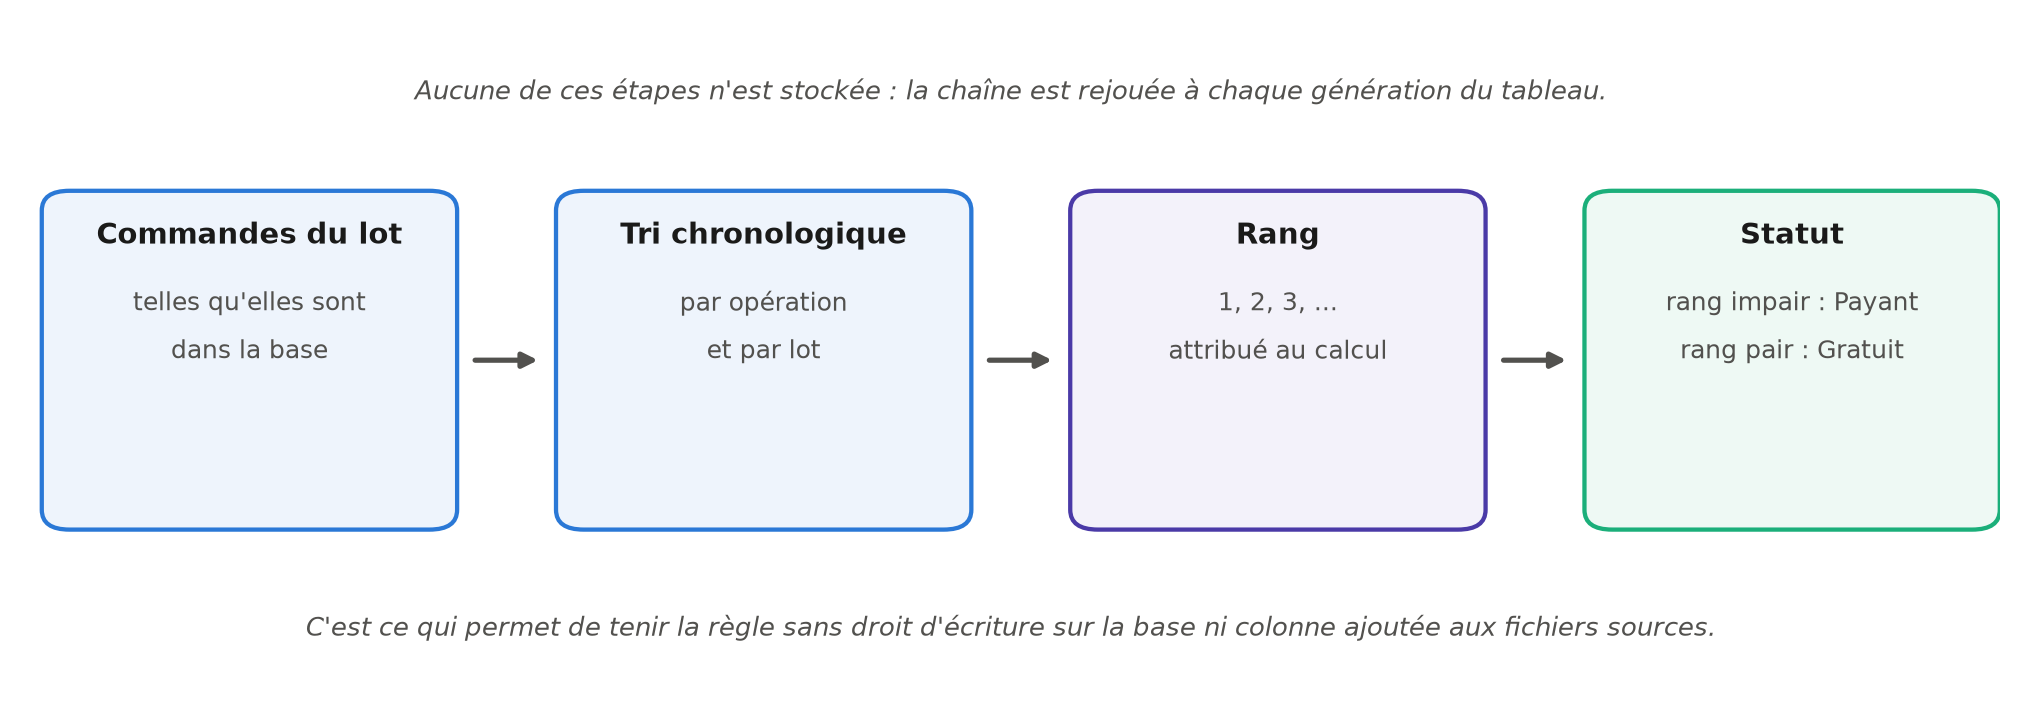 Aucune de ces étapes n'est stockée : la chaîne est rejouée à chaque génération du tableau.
Commandes du lot
telles qu'elles sont
dans la base
Tri chronologique
par opération
et par lot
Rang
1, 2, 3, ...
attribué au calcul
Statut
rang impair : Payant
rang pair : Gratuit
C'est ce qui permet de tenir la règle sans droit d'écriture sur la base ni colonne ajoutée aux fichiers sources.